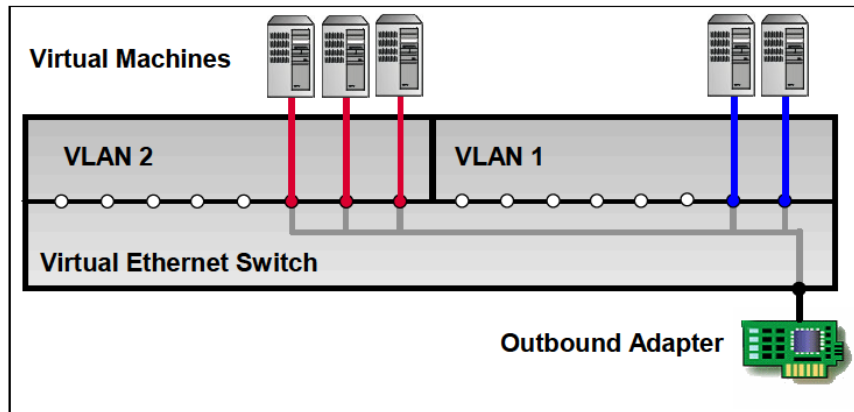 Virtual Machines
VLAN 2
VLAN 1
Virtual Ethernet Switch
Outbound Adapter